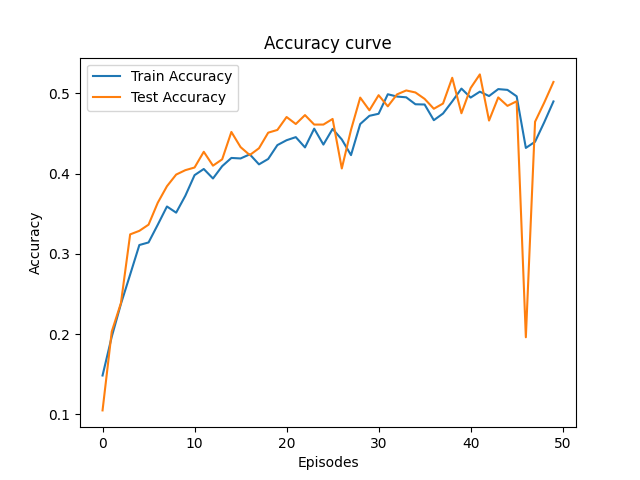 Accuracy curve
Train Accuracy
Test Accuracy
0.5
0.4
0.3
0.2
0.1
Accuracy
0 10 20 30 40 50
Episodes